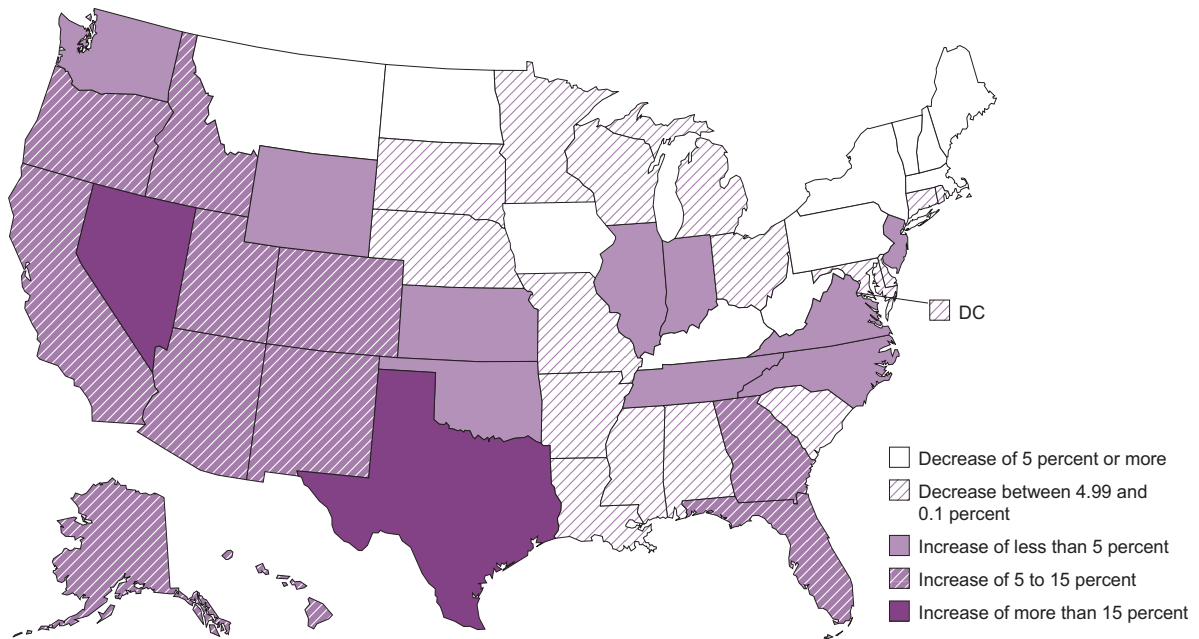 DC
Decrease of 5 percent or more
Decrease between 4.99 and
0.1 percent
Increase of less than 5 percent
Increase of 5 to 15 percent
Increase of more than 15 percent